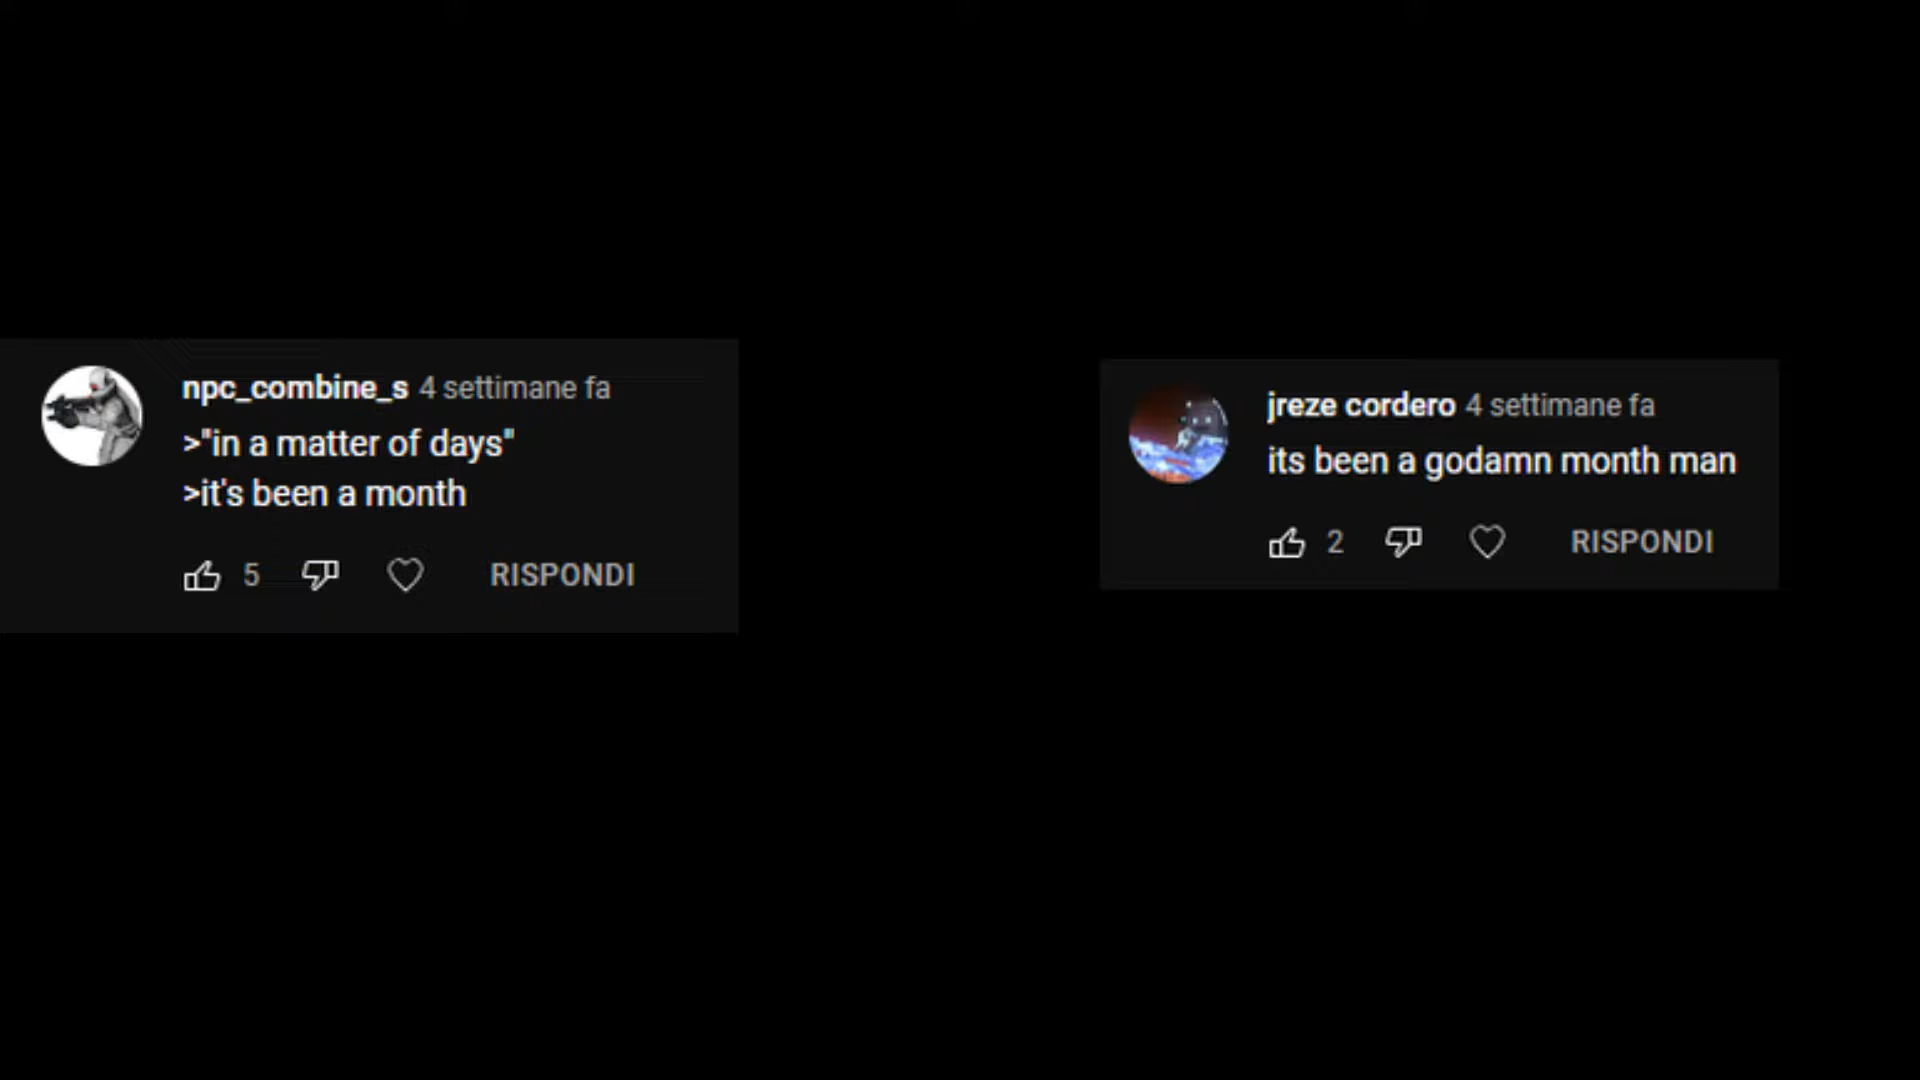 npc_combine_s 4 settimane fa
>"in a matter of days"
>it's been a month
5 RISPONDI
jreze cordero 4 settimane fa
its been a godamn month man
2 RISPONDI